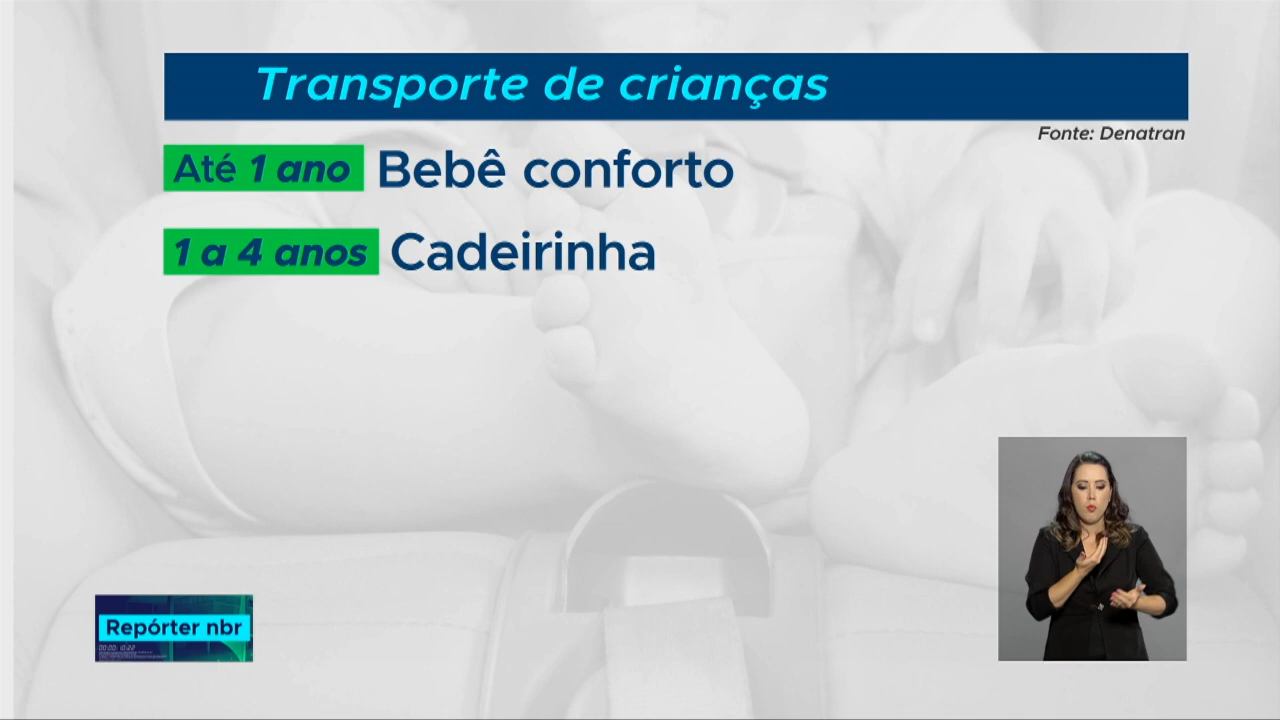 Transporte de crianças
Fonte: Denatran
Até 1 ano Bebê conforto
1 a 4 anos Cadeirinha
Repórter nbr